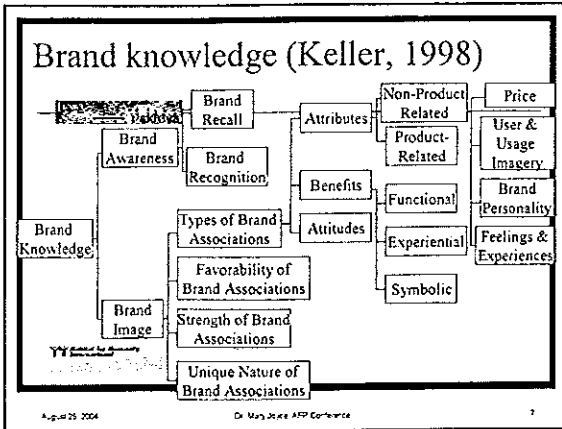 Brand knowledge (Keller, 1998)
Brand
Recall
Brand
Awareness
Brand
Recognition
Brand
Knowledge
Brand
Image
Types of Brand
Associations
Favorability of
Brand Associations
Strength of Brand
Associations
Unique Nature of
Brand Associations
Attributes
Benefits
Attitudes
Non-Product
Related
Product-
Related
Functional
Experiential
Symbolic
Price
User &
Usage
Imagery
Brand
Personality
Feelings &
Experiences
August 25, 2004
Dr. Mary Joyce, AFP Conference